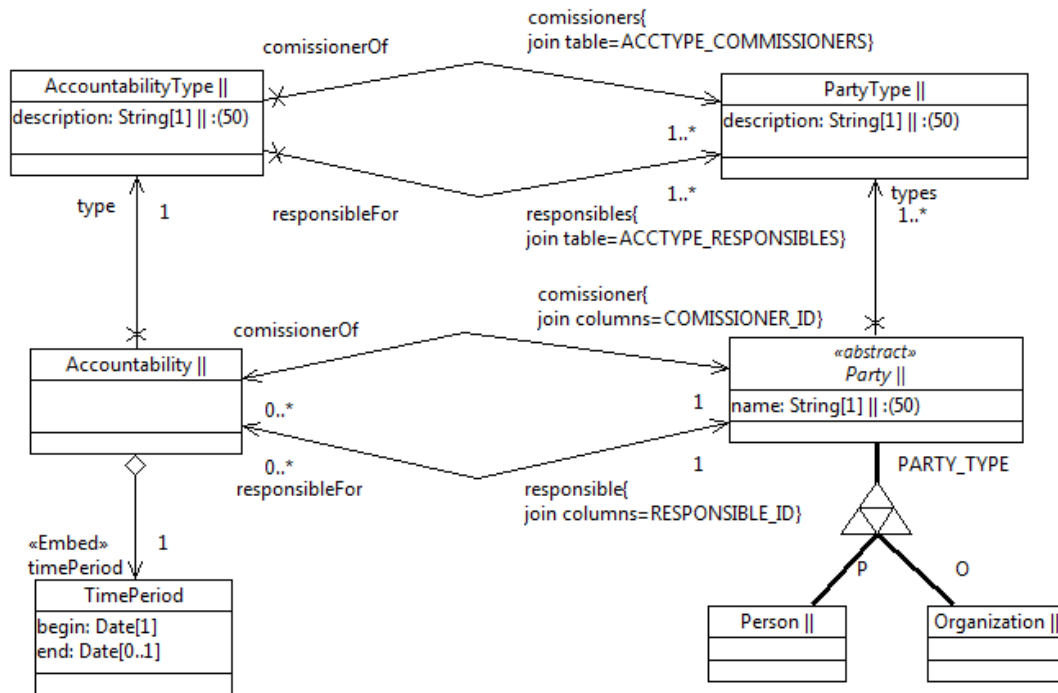 comissioners{
join table=ACCTYPE_COMMISSIONERS}
comissionerOf
AccountabilityType ||
description: String[1] || :(50)
PartyType ||
description: String[1] || :(50)
1..*
1..*
responsibleFor
responsibles{
join table=ACCTYPE_RESPONSIBLES}
type
1
types
1..*
comissioner{
join columns=COMISSIONER_ID}
comissionerOf
Accountability ||
«abstract»
Party ||
name: String[1] || :(50)
0..*
1
0..*
1
responsibleFor
responsible{
join columns=RESPONSIBLE_ID}
PARTY_TYPE
«Embed»
timePeriod
1
P
O
TimePeriod
begin: Date[1]
end: Date[0..1]
Person ||
Organization ||